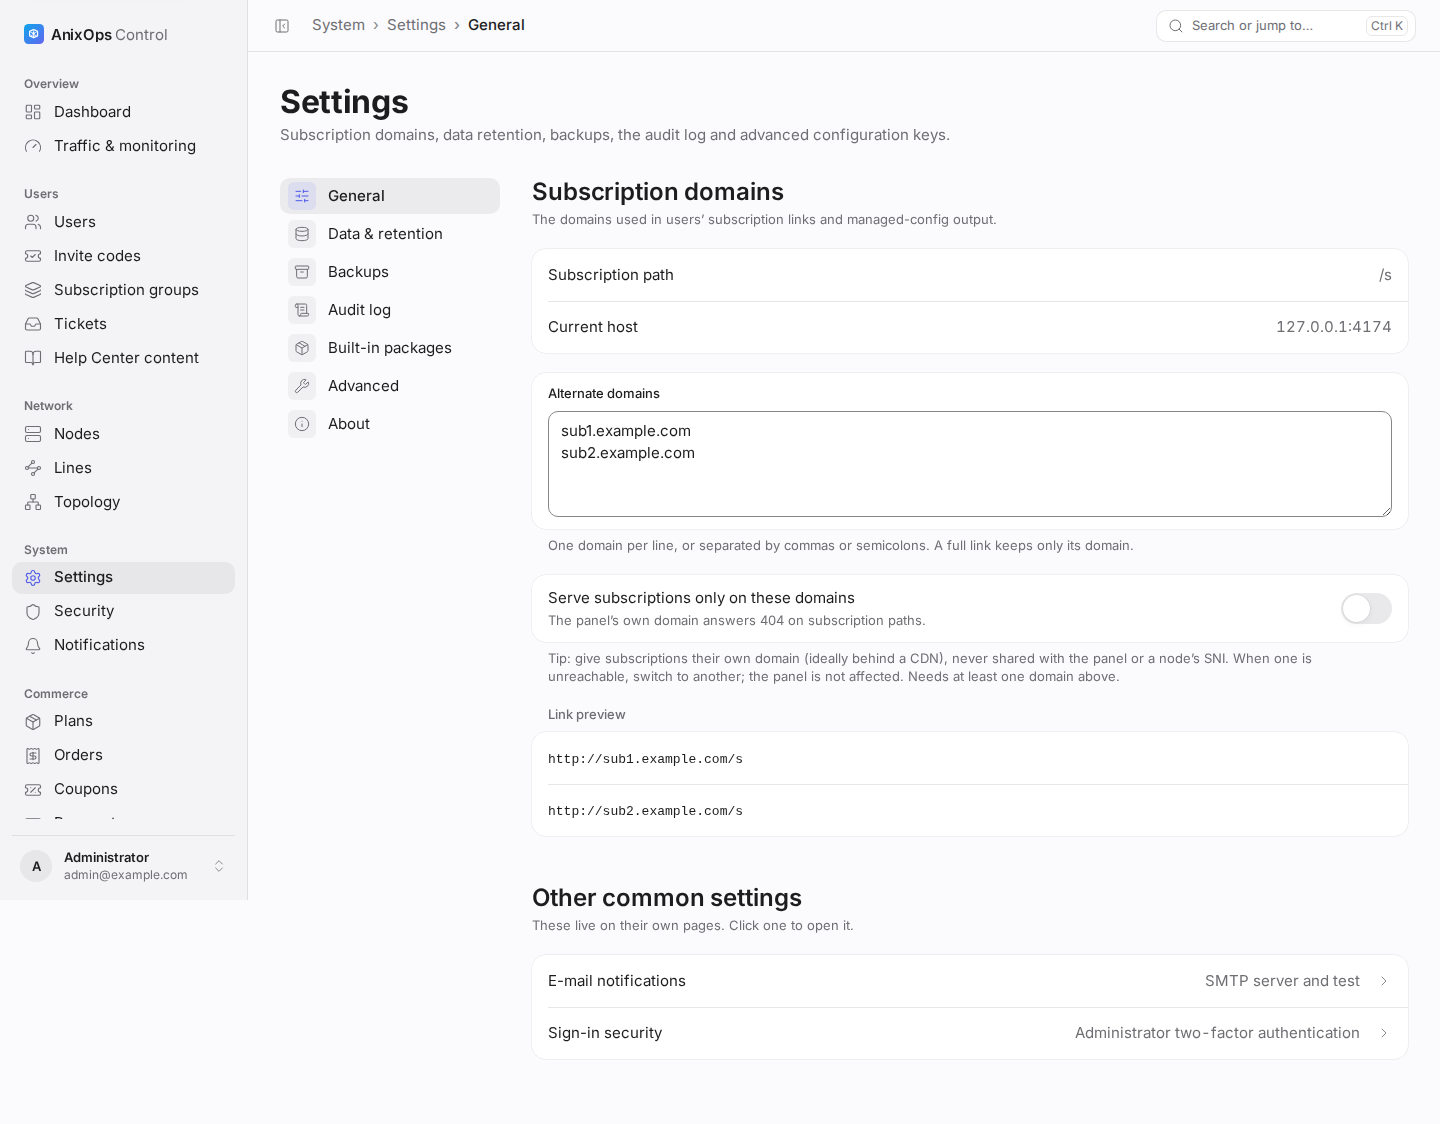 AnixOps Control
System › Settings › General
Search or jump to...
Ctrl K
Overview
Dashboard
Traffic & monitoring
Users
Users
Invite codes
Subscription groups
Tickets
Help Center content
Network
Nodes
Lines
Topology
System
Settings
Security
Notifications
Commerce
Plans
Orders
Coupons
A
Administrator
admin@example.com
Settings
Subscription domains, data retention, backups, the audit log and advanced configuration keys.
General
Data & retention
Backups
Audit log
Built-in packages
Advanced
About
Subscription domains
The domains used in users’ subscription links and managed-config output.
Subscription path
/s
Current host
127.0.0.1:4174
Alternate domains
sub1.example.com
sub2.example.com
One domain per line, or separated by commas or semicolons. A full link keeps only its domain.
Serve subscriptions only on these domains
The panel’s own domain answers 404 on subscription paths.
Tip: give subscriptions their own domain (ideally behind a CDN), never shared with the panel or a node’s SNI. When one is
unreachable, switch to another; the panel is not affected. Needs at least one domain above.
Link preview
http://sub1.example.com/s
http://sub2.example.com/s
Other common settings
These live on their own pages. Click one to open it.
E-mail notifications
SMTP server and test
Sign-in security
Administrator two-factor authentication